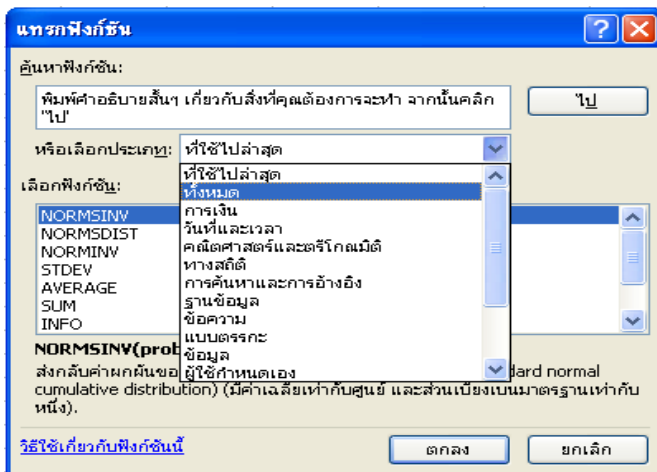 แทรกฟังก์ชัน
ค้นหาฟังก์ชัน:
พิมพ์คำอธิบายสั้นๆ เกี่ยวกับสิ่งที่คุณต้องการจะทำ จากนั้นคลิก
'ไป'
ไป
หรือเลือกประเภท: ที่ใช้ไปล่าสุด
ที่ใช้ไปล่าสุด
ทั้งหมด
การเงิน
วันที่และเวลา
คณิตศาสตร์และตรีโกณมิติ
ทางสถิติ
การค้นหาและการอ้างอิง
ฐานข้อมูล
ข้อความ
แบบตรรกะ
ข้อมูล
ผู้ใช้กำหนดเอง
เลือกฟังก์ชัน:
NORMSINV
NORMSDIST
NORMINV
STDEV
AVERAGE
SUM
INFO
NORMSINV(prob
ส่งกลับค่าผกผันขอ dard normal
cumulative distribution) (มีค่าเฉลี่ยเท่ากับศูนย์ และส่วนเบี่ยงเบนมาตรฐานเท่ากับ
หนึ่ง).
วิธีใช้เกี่ยวกับฟังก์ชันนี้
ตกลง
ยกเลิก